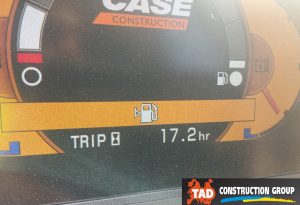 CASE
CONSTRUCTION
TRIP 17.2hr
TAD CONSTRUCTION GROUP